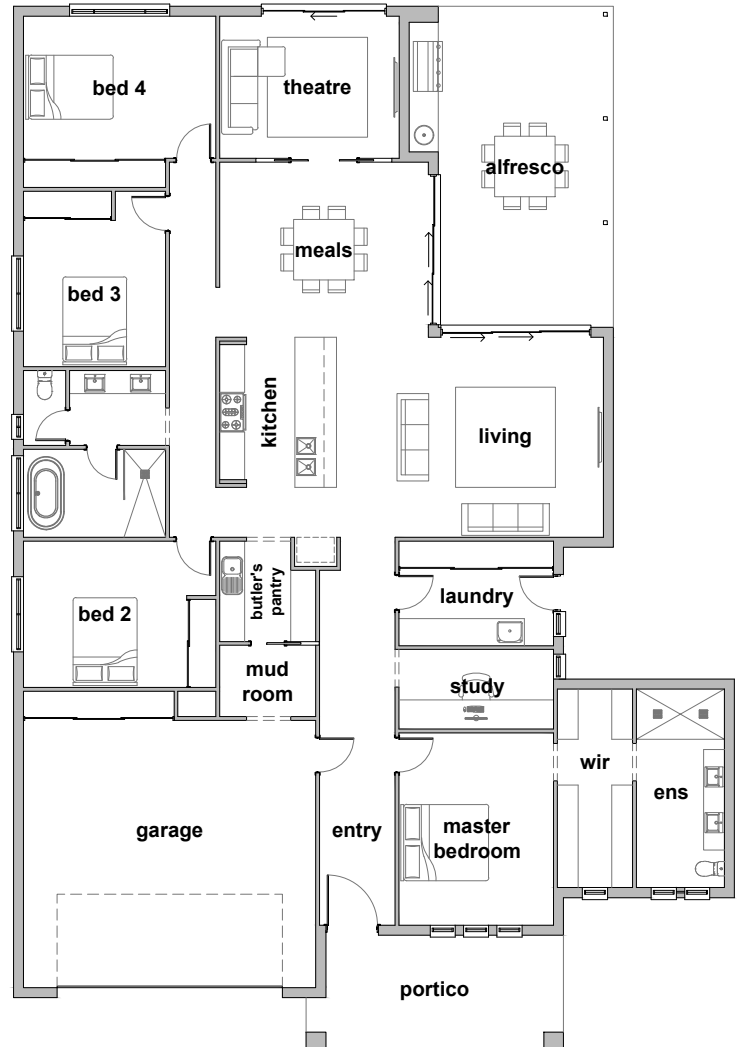 bed 4
theatre
alfresco
meals
bed 3
kitchen
living
butler's
pantry
laundry
bed 2
mud
room
study
wir
ens
garage
entry
master
bedroom
portico